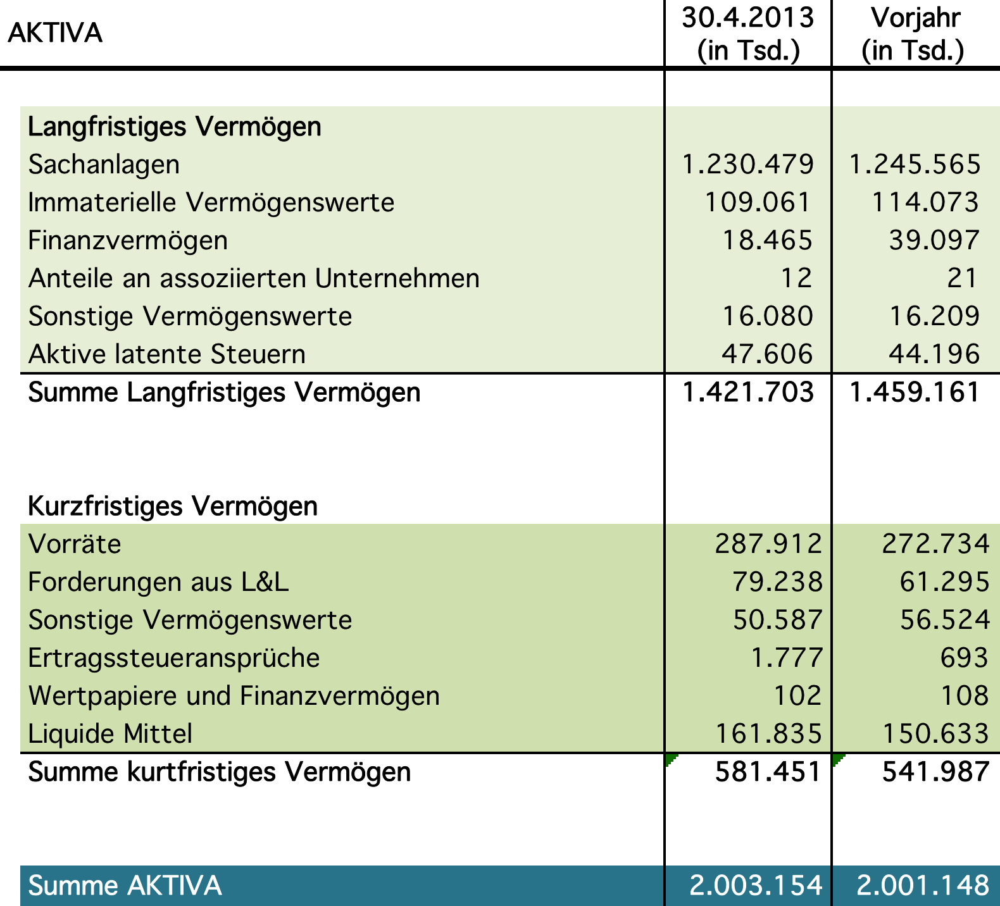 AKTIVA 30.4.2013 (in Tsd.) Vorjahr (in Tsd.)
Langfristiges Vermögen
Sachanlagen 1.230.479 1.245.565
Immaterielle Vermögenswerte 109.061 114.073
Finanzvermögen 18.465 39.097
Anteile an assoziierten Unternehmen 12 21
Sonstige Vermögenswerte 16.080 16.209
Aktive latente Steuern 47.606 44.196
Summe Langfristiges Vermögen 1.421.703 1.459.161
Kurzfristiges Vermögen
Vorräte 287.912 272.734
Forderungen aus L&L 79.238 61.295
Sonstige Vermögenswerte 50.587 56.524
Ertragssteueransprüche 1.777 693
Wertpapiere und Finanzvermögen 102 108
Liquide Mittel 161.835 150.633
Summe kurtfristiges Vermögen 581.451 541.987
Summe AKTIVA 2.003.154 2.001.148